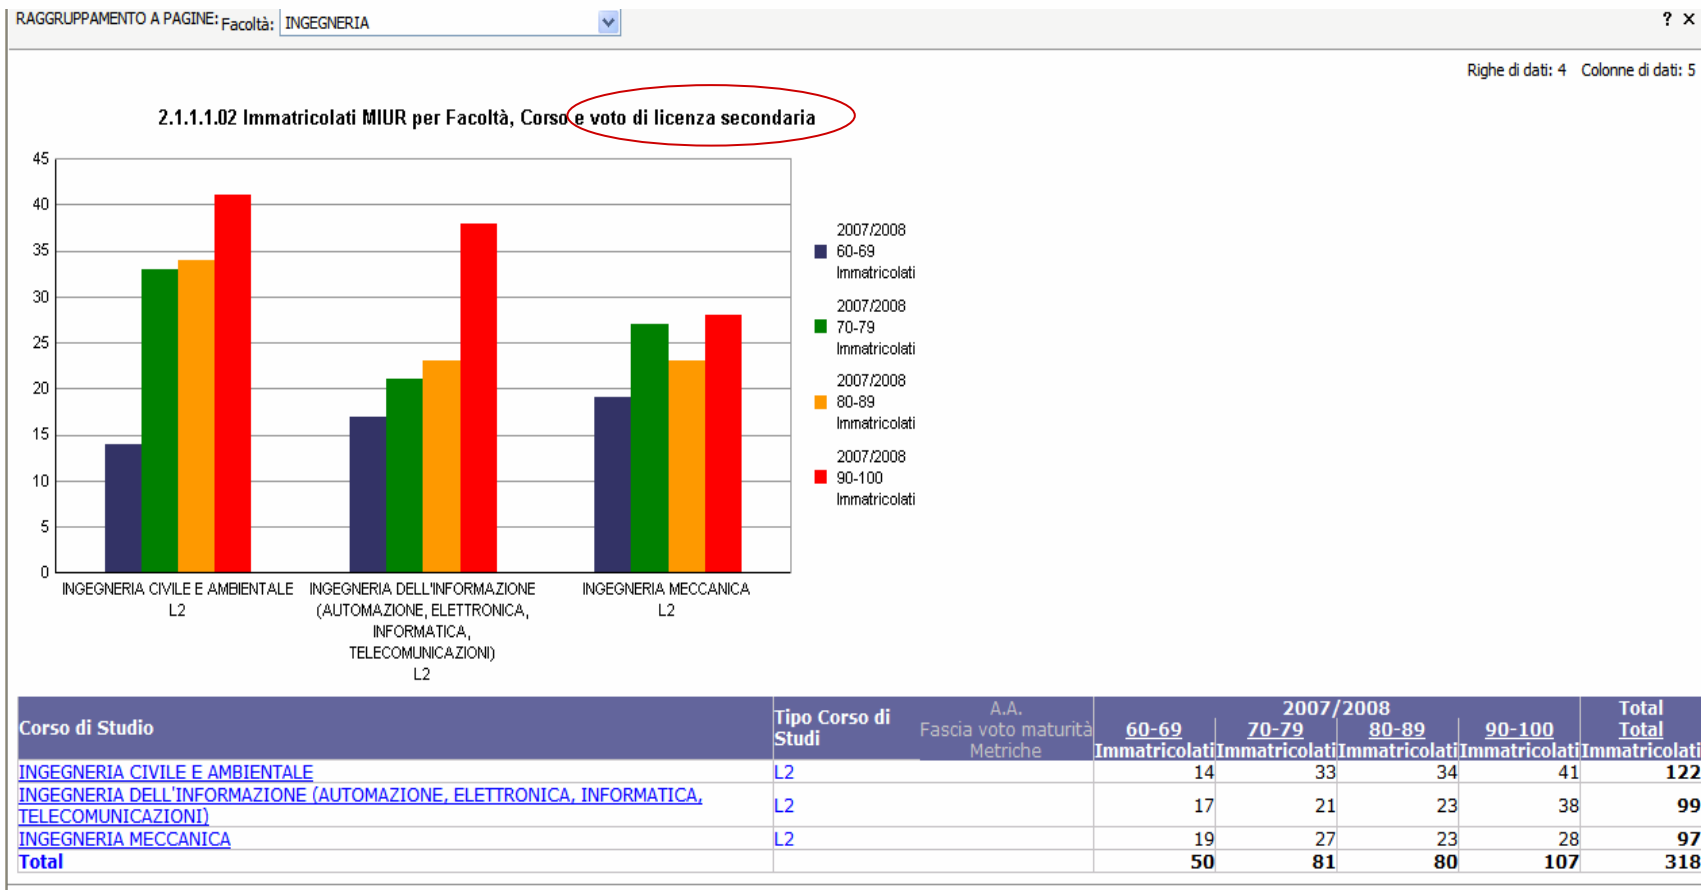 RAGGRUPPAMENTO A PAGINE: Facoltà: INGEGNERIA ? x
Righe di dati: 4 Colonne di dati: 5
2.1.1.1.02 Immatricolati MIUR per Facoltà, Corso e voto di licenza secondaria
45
40
35
30
25
20
15
10
5
0
2007/2008
60-69
Immatricolati
2007/2008
70-79
Immatricolati
2007/2008
80-89
Immatricolati
2007/2008
90-100
Immatricolati
INGEGNERIA CIVILE E AMBIENTALE
L2
INGEGNERIA DELL'INFORMAZIONE
(AUTOMAZIONE, ELETTRONICA,
INFORMATICA,
TELECOMUNICAZIONI)
L2
INGEGNERIA MECCANICA
L2
Corso di Studio
Tipo Corso di
Studi
A.A.
Fascia voto maturità
Metriche
2007/2008 Total
60-69 70-79 80-89 90-100 Total
Immatricolati Immatricolati Immatricolati Immatricolati Immatricolati
INGEGNERIA CIVILE E AMBIENTALE L2 14 33 34 41 122
INGEGNERIA DELL'INFORMAZIONE (AUTOMAZIONE, ELETTRONICA, INFORMATICA,
TELECOMUNICAZIONI) L2 17 21 23 38 99
INGEGNERIA MECCANICA L2 19 27 23 28 97
Total 50 81 80 107 318